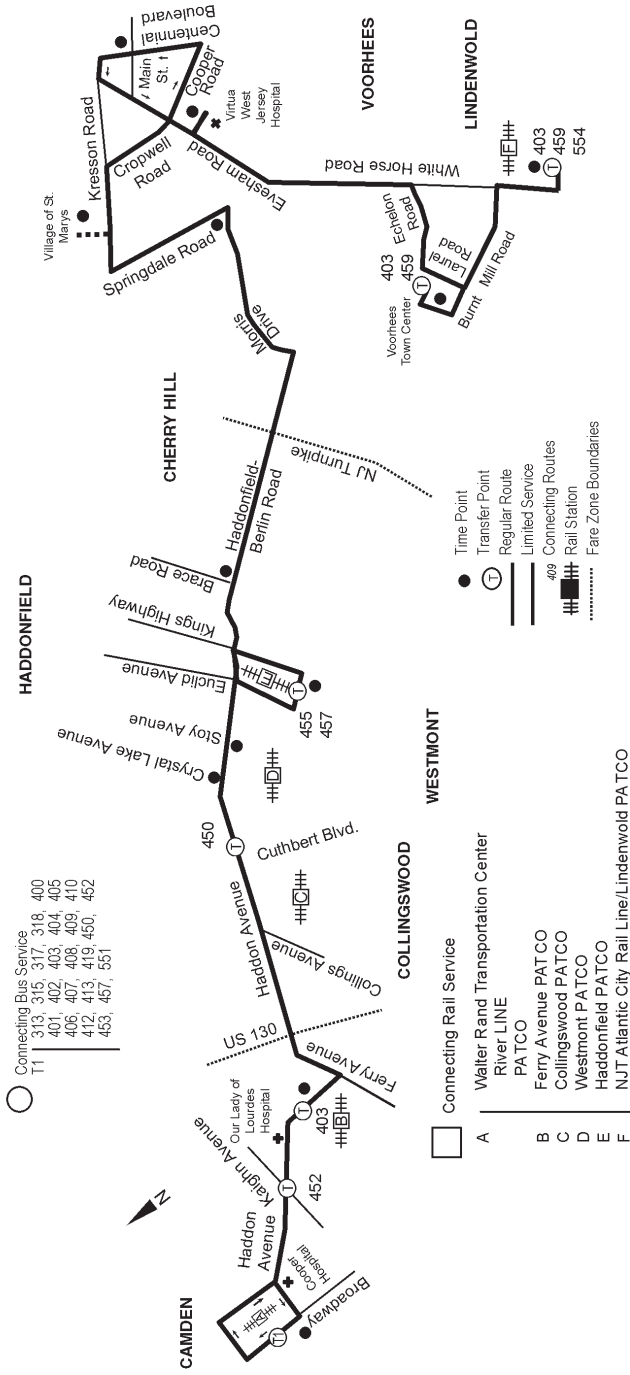 CAMDEN
T1
A
Broadway
Cooper
Hospital
Haddon
Avenue
Kaighn Avenue
T
452
Our Lady of
Lourdes
Hospital
T
403
B
Ferry Avenue
US 130
Haddon Avenue
Collings Avenue
COLLINGSWOOD
C
Cuthbert Blvd.
T
450
WESTMONT
D
Crystal Lake Avenue
Stoy Avenue
Euclid Avenue
E
T
455
457
Kings Highway
HADDONFIELD
Brace Road
Haddonfield-
Berlin Road
CHERRY HILL
NJ Turnpike
Morris
Drive
Springdale Road
Village of St.
Marys
Kresson Road
Cropwell
Road
Main
St.
Centennial
Boulevard
Cooper
Road
Virtua
West
Jersey
Hospital
Evesham Road
VOORHEES
White Horse Road
Echelon
Road
Laurel
Road
403
459
T
Voorhees
Town Center
Burnt Mill Road
LINDENWOLD
F
403
T
459
554
N
Connecting Bus Service
T1 313, 315, 317, 318, 400
401, 402, 403, 404, 405
406, 407, 408, 409, 410
412, 413, 419, 450, 452
453, 457, 551
Connecting Rail Service
A Walter Rand Transportation Center
River LINE
PATCO
B Ferry Avenue PATCO
C Collingswood PATCO
D Westmont PATCO
E Haddonfield PATCO
F NJT Atlantic City Rail Line/Lindenwold PATCO
Time Point
T Transfer Point
Regular Route
Limited Service
409 Connecting Routes
Rail Station
Fare Zone Boundaries